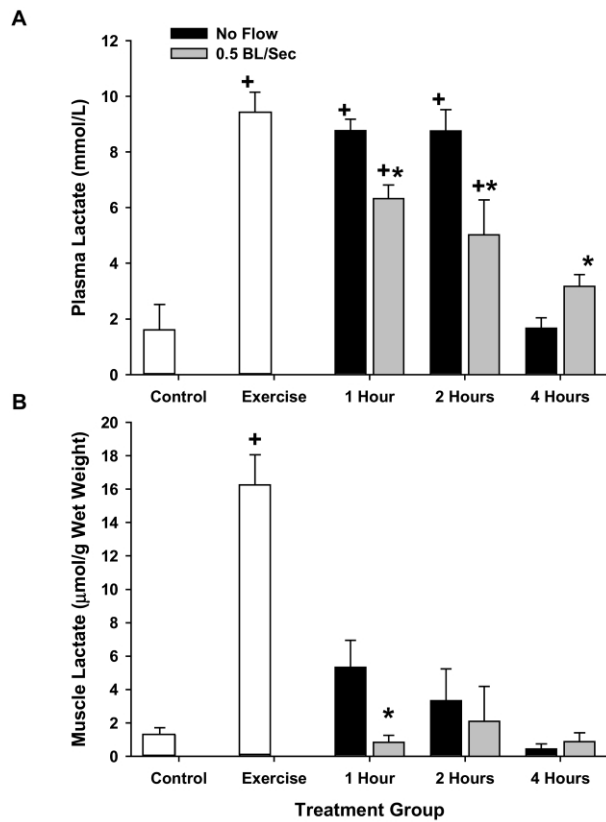 A
No Flow
0.5 BL/Sec
Plasma Lactate (mmol/L)
12
10
8
6
4
2
0
+
+
+*
+
+*
*
Control Exercise 1 Hour 2 Hours 4 Hours
B
Muscle Lactate (μmol/g Wet Weight)
20
18
16
14
12
10
8
6
4
2
0
+
*
Control Exercise 1 Hour 2 Hours 4 Hours
Treatment Group